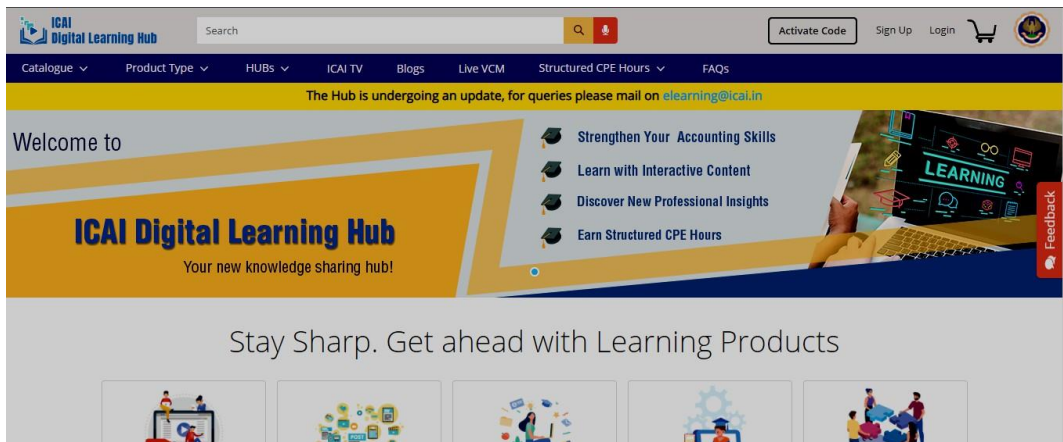 ICAI
Digital Learning Hub
Search
Activate Code
Sign Up
Login
Catalogue
Product Type
HUBs
ICAI TV
Blogs
Live VCM
Structured CPE Hours
FAQs
The Hub is undergoing an update, for queries please mail on elearning@icai.in
Welcome to
ICAI Digital Learning Hub
Your new knowledge sharing hub!
Strengthen Your Accounting Skills
Learn with Interactive Content
Discover New Professional Insights
Earn Structured CPE Hours
LEARNING
Feedback
Stay Sharp. Get ahead with Learning Products
POST